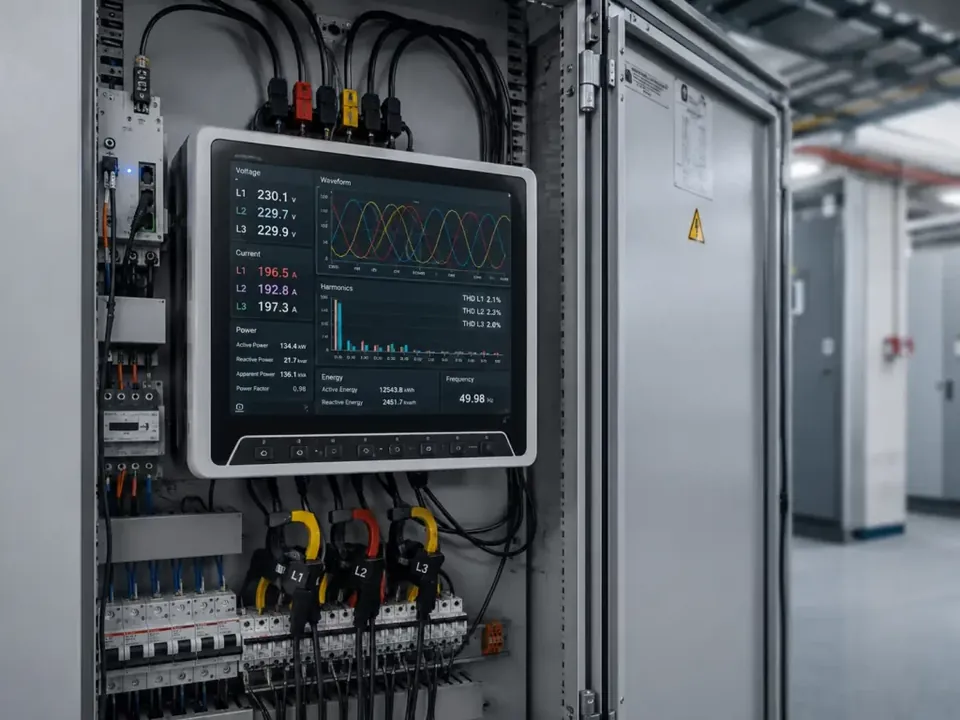 Voltage
L1 230.1 V
L2 229.7 V
L3 229.9 V
Current
L1 196.5 A
L2 192.8 A
L3 197.3 A
Power
Active Power 134.4 kW
Reactive Power 21.7 kvar
Apparent Power 136.1 kVA
Power Factor 0.98
Waveform
Harmonics
THD L1 2.1%
THD L2 2.3%
THD L3 2.0%
Energy
Active Energy 12543.8 kWh
Reactive Energy 2451.7 kvarh
Frequency
49.98 Hz
L1
L2
L3